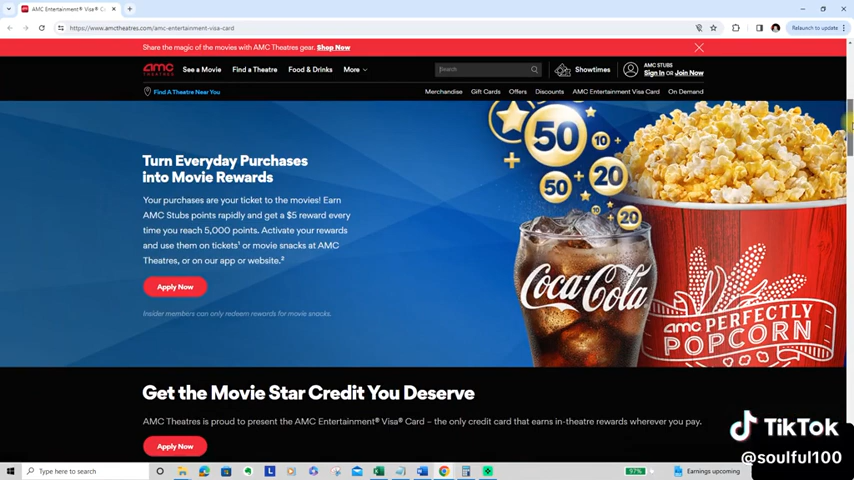 AMC Entertainment® Visa® C
https://www.amctheatres.com/amc-entertainment-visa-card
Relaunch to update
Share the magic of the movies with AMC Theatres gear. Shop Now
amc
THEATRES
See a Movie
Find a Theatre
Food & Drinks
More
Search
Showtimes
AMC STUBS
Sign In OR Join Now
Find A Theatre Near You
Merchandise
Gift Cards
Offers
Discounts
AMC Entertainment Visa Card
On Demand
50
10
50
20
10
20
Turn Everyday Purchases
into Movie Rewards
Your purchases are your ticket to the movies! Earn
AMC Stubs points rapidly and get a $5 reward every
time you reach 5,000 points. Activate your rewards
and use them on tickets¹ or movie snacks at AMC
Theatres, or on our app or website.²
Apply Now
Insider members can only redeem rewards for movie snacks.
Coca-Cola
amc PERFECTLY
POPCORN
Get the Movie Star Credit You Deserve
AMC Theatres is proud to present the AMC Entertainment® Visa® Card – the only credit card that earns in-theatre rewards wherever you pay.
Apply Now
TikTok
@soulful100
Type here to search
97%
Earnings upcoming